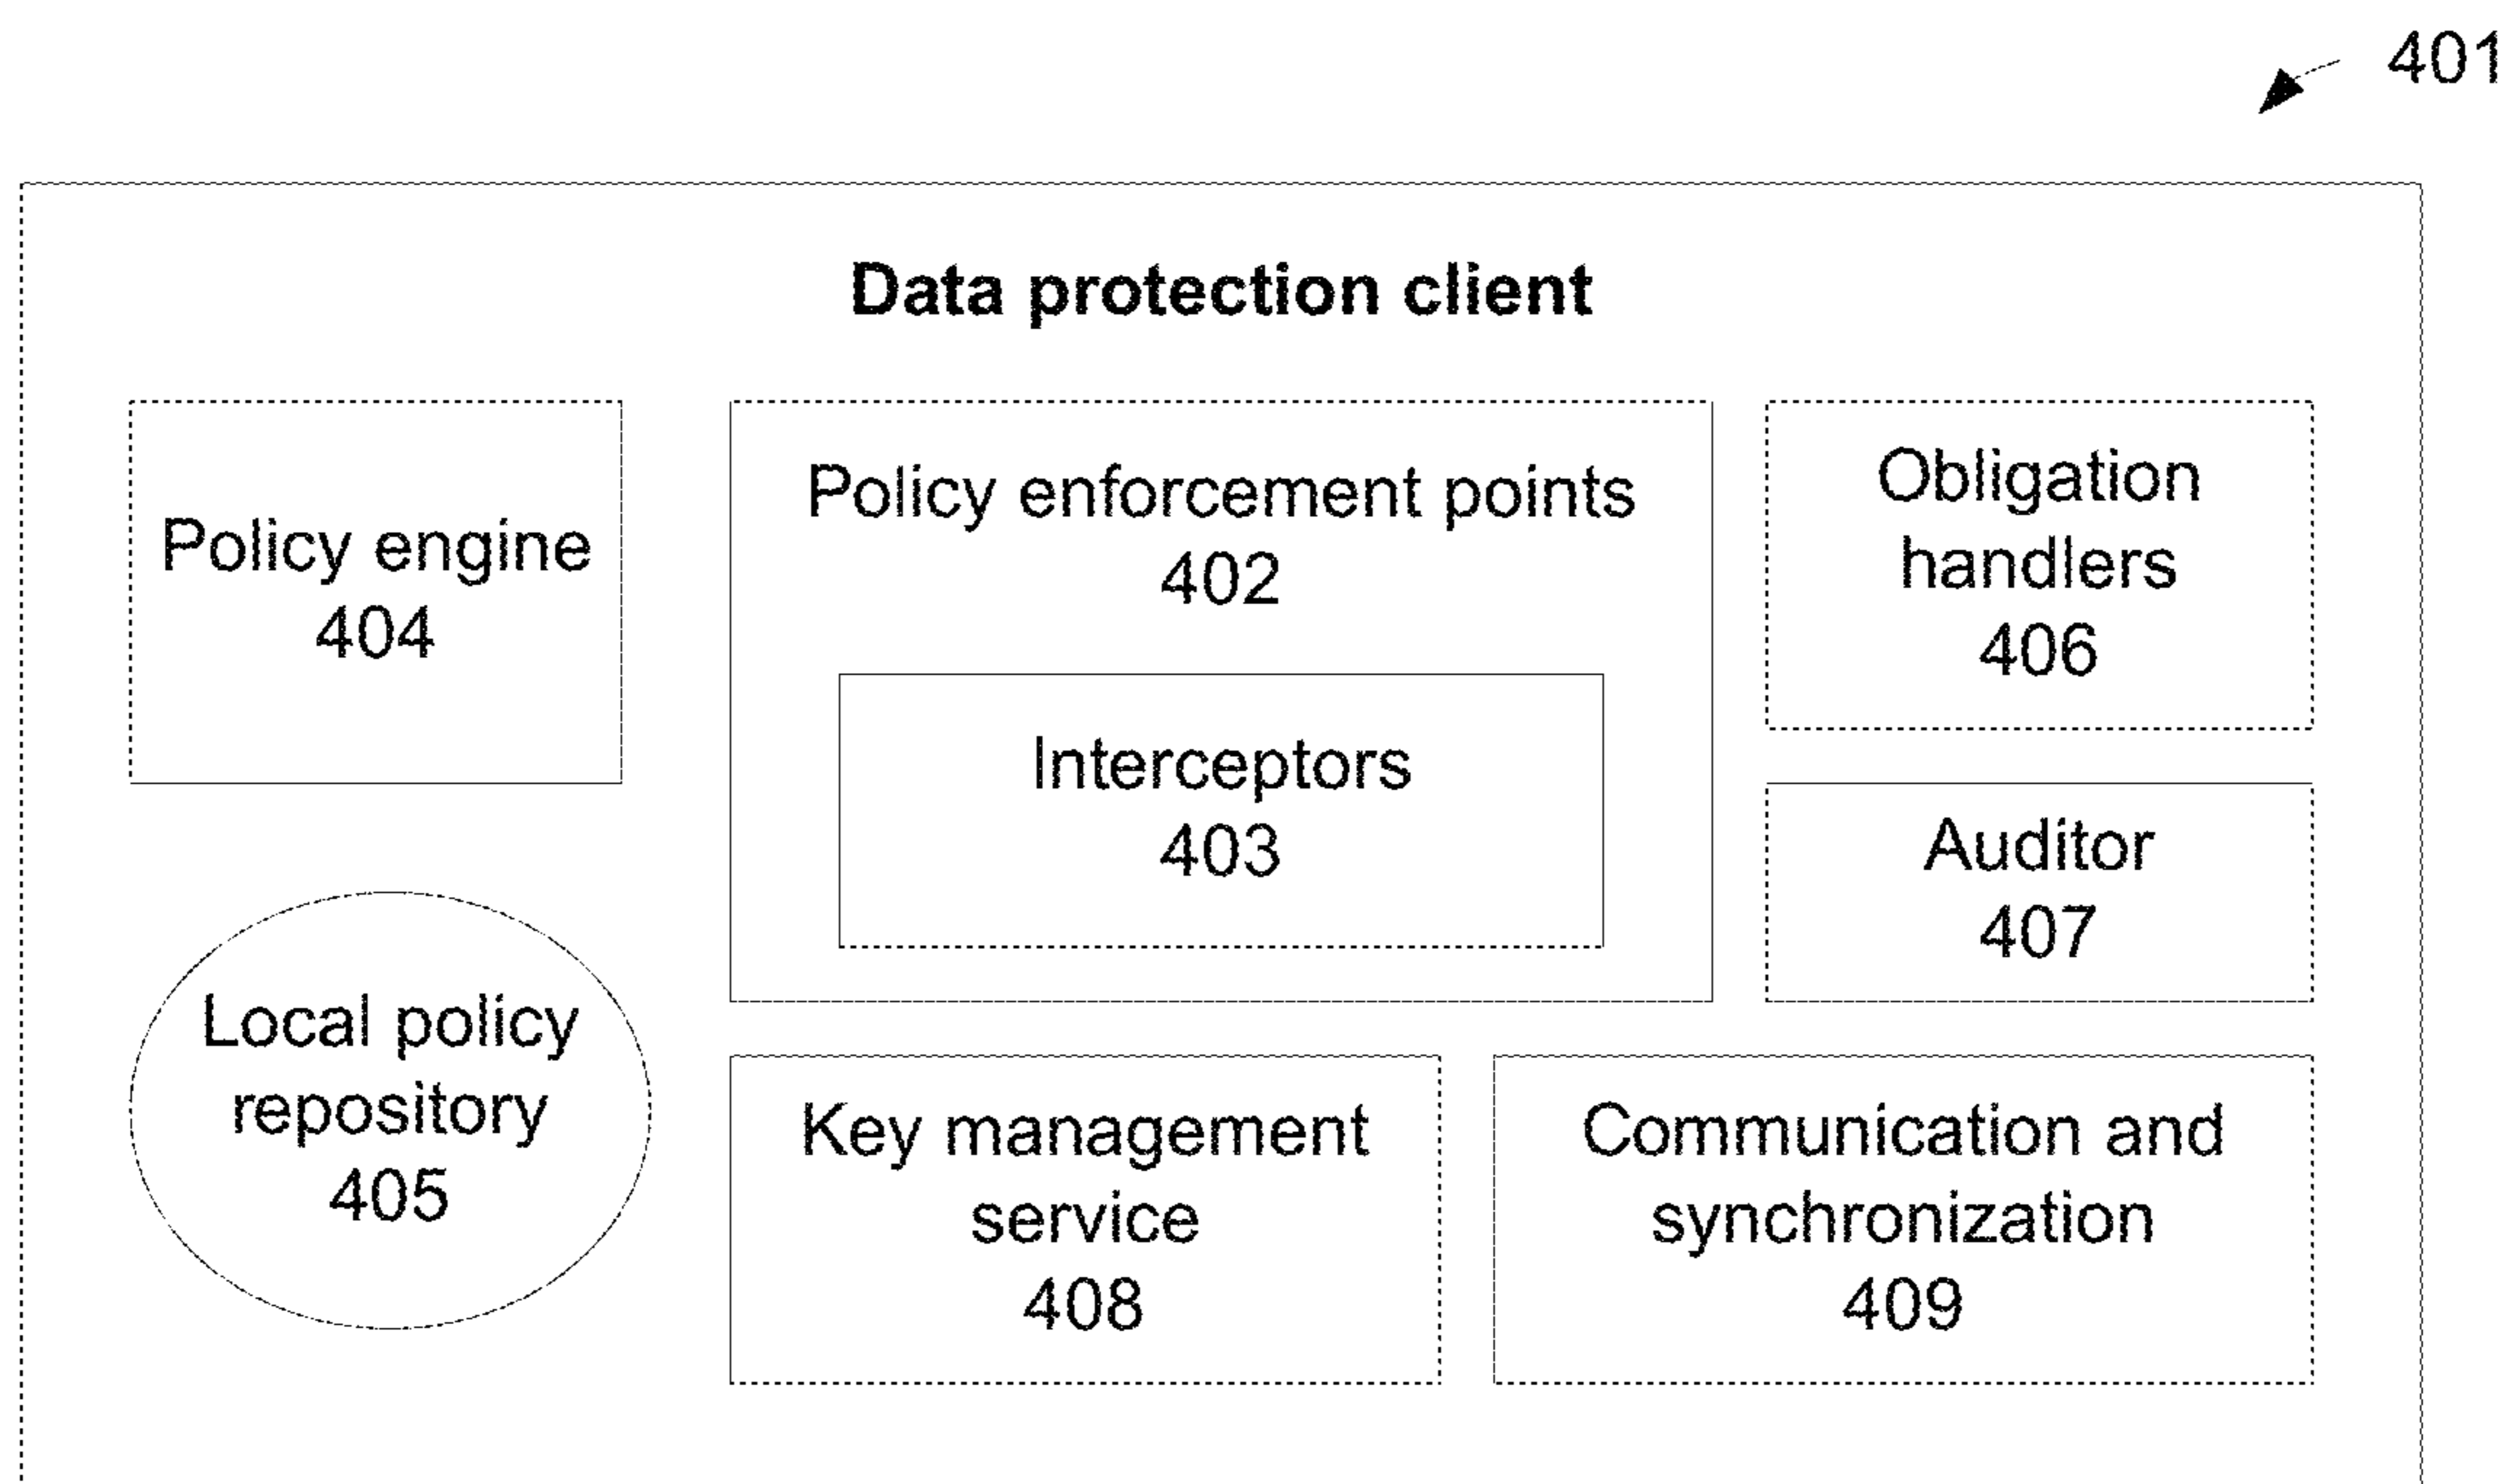 401
Data protection client
Policy engine
404
Policy enforcement points
402
Interceptors
403
Obligation
handlers
406
Auditor
407
Local policy
repository
405
Key management
service
408
Communication and
synchronization
409